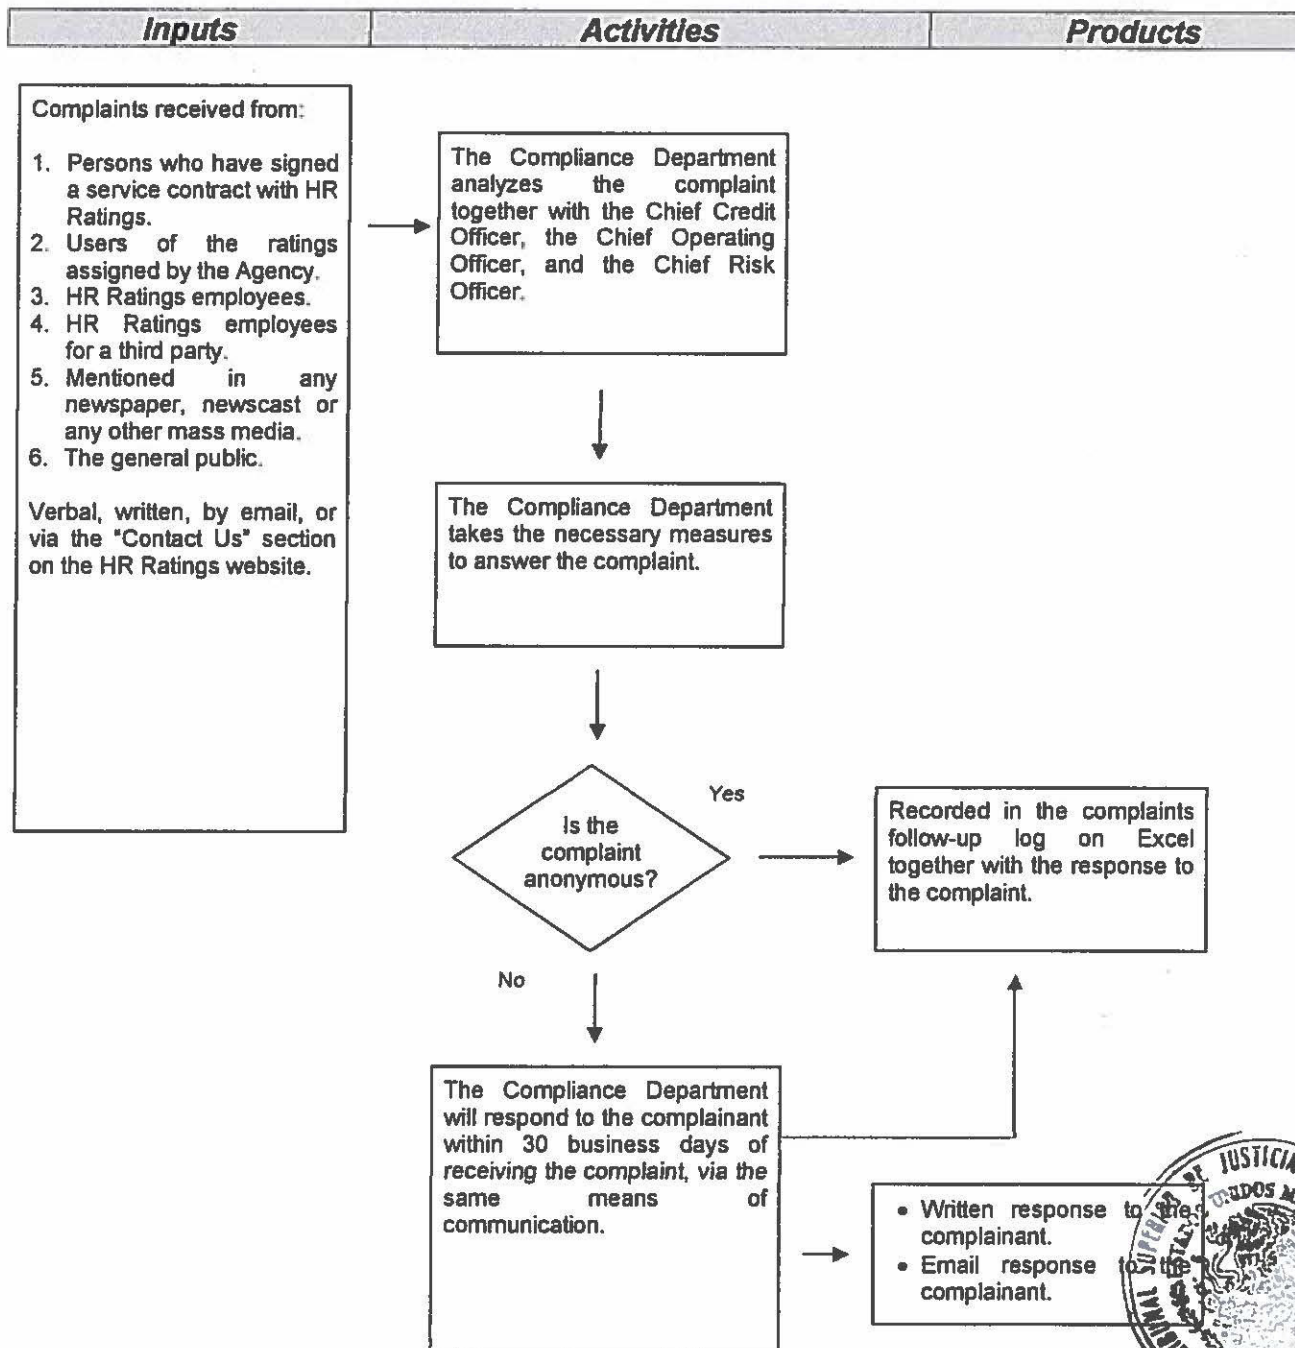 Inputs
Activities
Products
Complaints received from:
1. Persons who have signed
a service contract with HR
Ratings.
2. Users of the ratings
assigned by the Agency.
3. HR Ratings employees.
4. HR Ratings employees
for a third party.
5. Mentioned in any
newspaper, newscast or
any other mass media.
6. The general public.
Verbal, written, by email, or
via the "Contact Us" section
on the HR Ratings website.
The Compliance Department
analyzes the complaint
together with the Chief Credit
Officer, the Chief Operating
Officer, and the Chief Risk
Officer.
The Compliance Department
takes the necessary measures
to answer the complaint.
Is the
complaint
anonymous?
Yes
Recorded in the complaints
follow-up log on Excel
together with the response to
the complaint.
No
The Compliance Department
will respond to the complainant
within 30 business days of
receiving the complaint, via the
same means of
communication.
• Written response to the
complainant.
• Email response to the
complainant.
SUPERIOR DE JUSTICIA